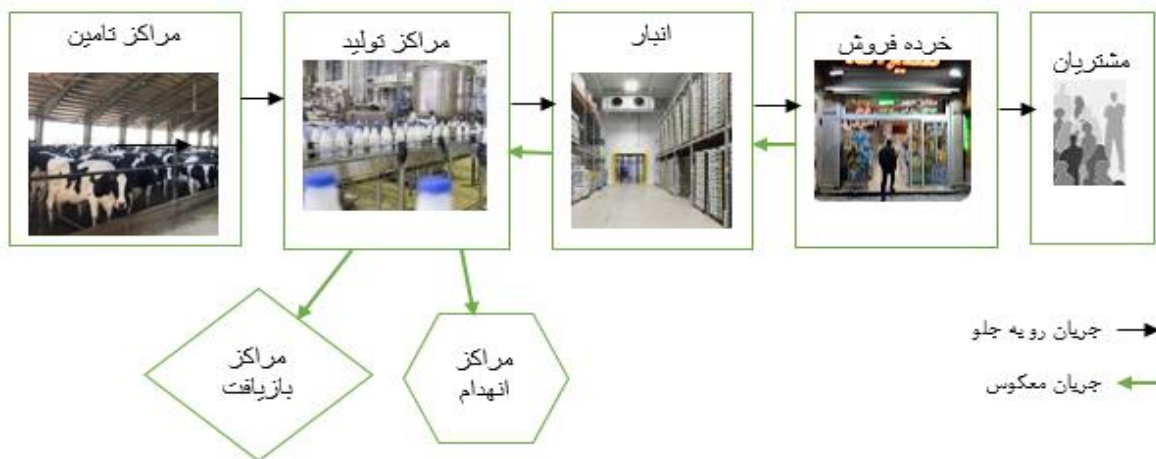 مراکز تامین
مراکز تولید
انبار
خرده فروش
مشتریان
مراکز
بازیافت
مراکز
انهدام
جریان رو به جلو
جریان معکوس